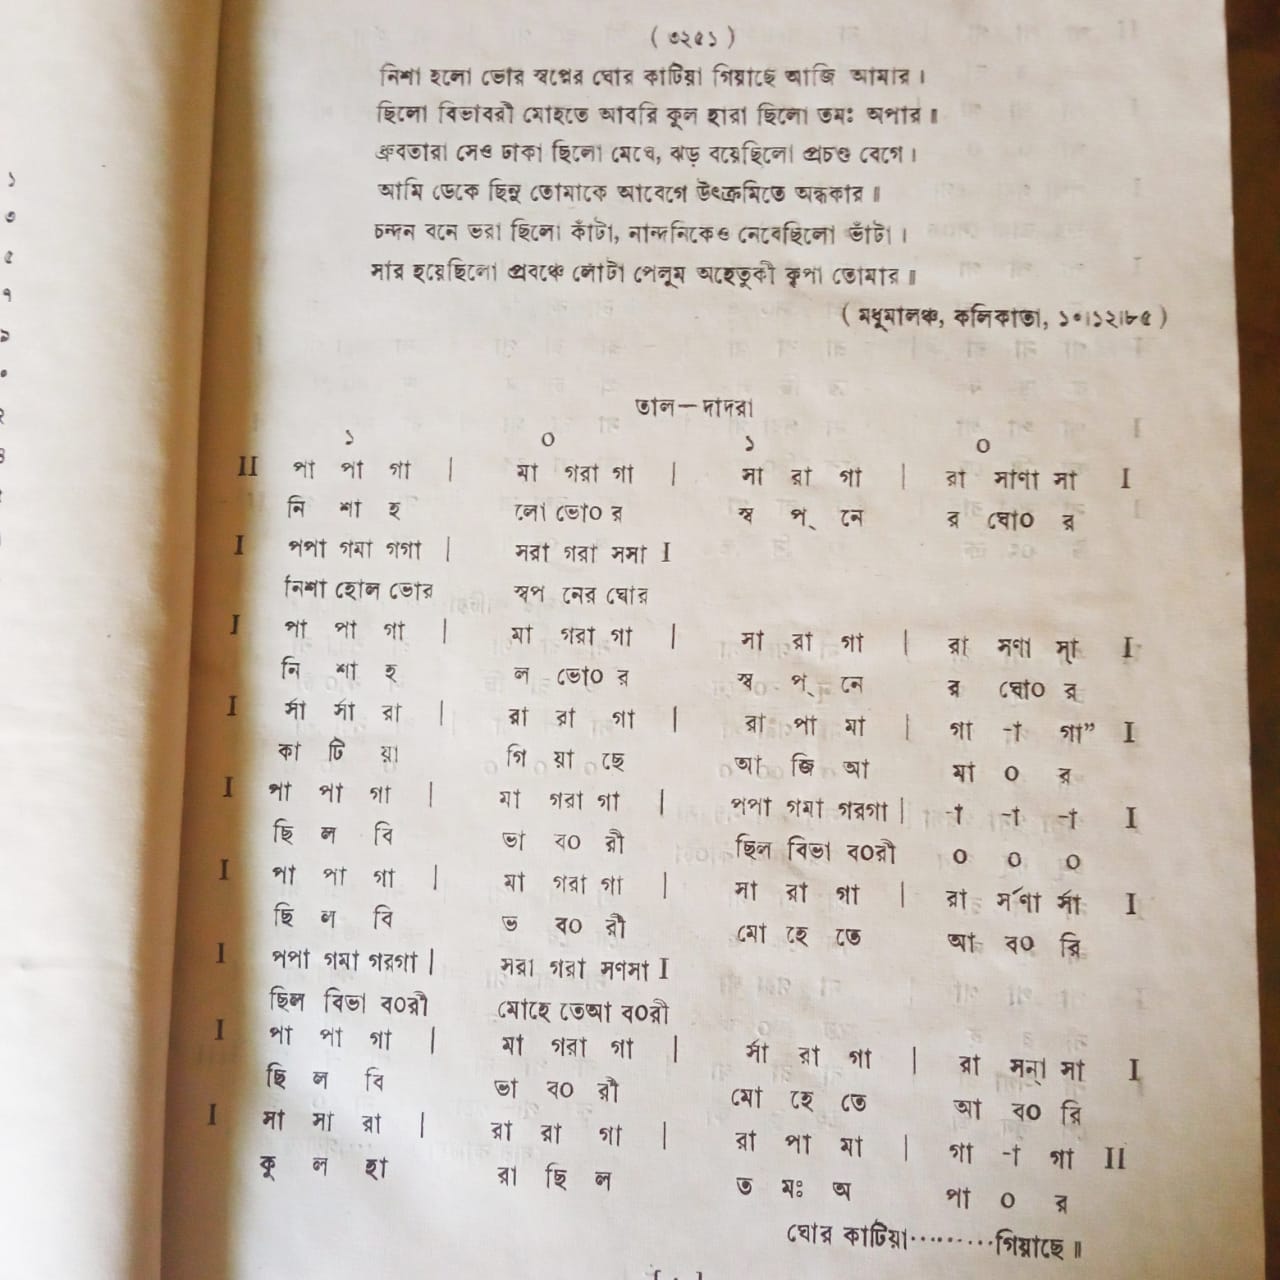 ( ৩২৫১ )
নিশা হলো ভোর স্বপ্নের ঘোর কাটিয়া গিয়াছে আজি আমার ।
ছিলো বিভাবরী মোহতে আবরি কূল হারা ছিলো তমঃ অপার ॥
ধ্রুবতারা সেও ঢাকা ছিলো মেঘে, ঝড় বয়েছিলো প্রচণ্ড বেগে ।
আমি ডেকে ছিনু তোমাকে আবেগে উৎক্রমিতে অন্ধকার ॥
চন্দন বনে ভরা ছিলো কাঁটা, নান্দনিকেও নেবেছিলো ভাঁটা ।
সার হয়েছিলো প্রবঞ্চে লোটা পেলুম অহেতুকী কৃপা তোমার ॥
( মধুমালঞ্চ, কলিকাতা, ১০।১২।৮৫ )
তাল — দাদরা
১ ০ ১ ০
II পা পা গা | মা গরা গা | সা রা গা | রা সাণা সা I
নি শা হ লো ভো০ র স্ব প্ নে র ঘো০ র
I পপা গমা গগা | সরা গরা সসা I
নিশা হোল ভোর স্বপ নের ঘোর
I পা পা গা | মা গরা গা | সা রা গা | রা সণা সা I
নি শা হ ল ভো০ র স্ব প্ নে র ঘো০ র
I র্সা র্সা রা | রা রা গা | রা পা মা | গা -া গা” I
কা টি য়া গি য়া ছে আ জি আ মা ০ র
I পা পা গা | মা গরা গা | পপা গমা গরগা | -া -া -া I
ছি ল বি ভা ব০ রী ছিল বিভা ব০রী ০ ০ ০
I পা পা গা | মা গরা গা | সা রা গা | রা র্সণা র্সা I
ছি ল বি ভ ব০ রী মো হে তে আ ব০ রি
I পপা গমা গরগা | সরা গরা সণসা I
ছিল বিভা ব০রী মোহে তেআ ব০রী
I পা পা গা | মা গরা গা | র্সা রা গা | রা সন্া সা I
ছি ল বি ভা ব০ রী মো হে তে আ ব০ রি
I সা সা রা | রা রা গা | রা পা মা | গা -া গা II
কূ ল হা রা ছি ল ত মঃ অ পা ০ র
ঘোর কাটিয়া·········গিয়াছে ॥